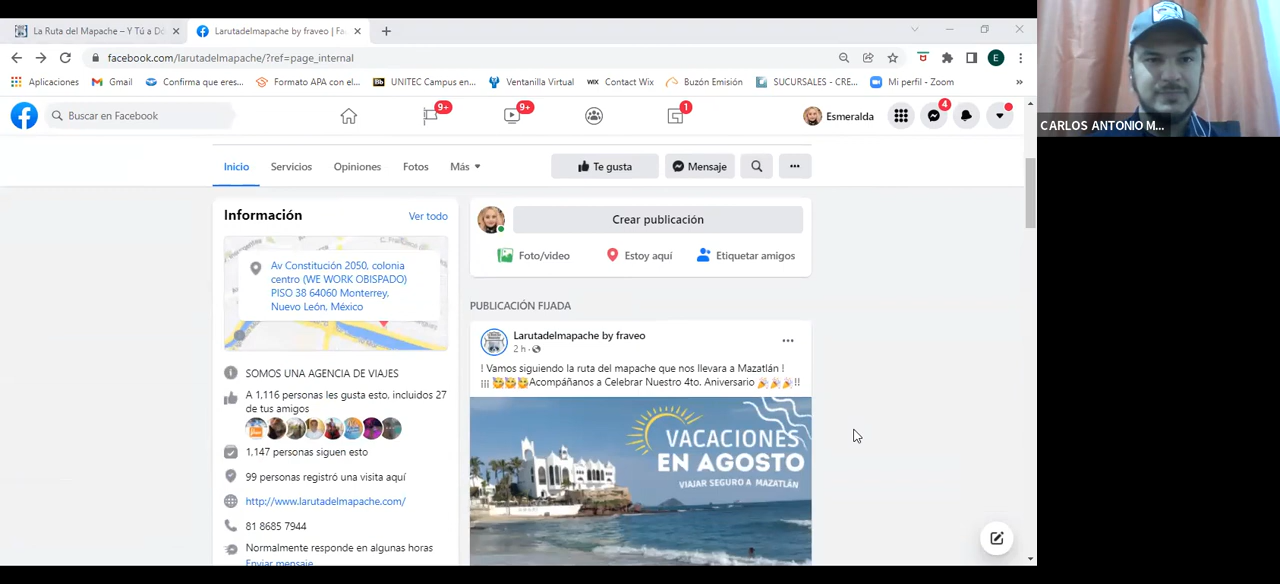 La Ruta del Mapache – Y Tú a Dó
Larutadelmapache by fraveo | Fa
facebook.com/larutadelmapache/?ref=page_internal
E
Aplicaciones
Gmail
Confirma que eres...
Formato APA con el...
UNITEC Campus en...
Ventanilla Virtual
WIX Contact Wix
Buzón Emisión
SUCURSALES - CRE...
Mi perfil - Zoom
»
CARLOS ANTONIO M...
Buscar en Facebook
9+
9+
1
Esmeralda
4
Inicio
Servicios
Opiniones
Fotos
Más
Te gusta
Mensaje
Información
Ver todo
Av Constitución 2050, colonia
centro (WE WORK OBISPADO)
PISO 38 64060 Monterrey,
Nuevo León, México
SOMOS UNA AGENCIA DE VIAJES
A 1,116 personas les gusta esto, incluidos 27
de tus amigos
1,147 personas siguen esto
99 personas registró una visita aquí
http://www.larutadelmapache.com/
81 8685 7944
Normalmente responde en algunas horas
Enviar mensaje
Crear publicación
Foto/video
Estoy aquí
Etiquetar amigos
PUBLICACIÓN FIJADA
Larutadelmapache by fraveo
2 h ·
! Vamos siguiendo la ruta del mapache que nos llevara a Mazatlán !
¡¡¡ 🥰🥰🥰Acompáñanos a Celebrar Nuestro 4to. Aniversario 🎉🎉🎉!!
VACACIONES
EN AGOSTO
VIAJAR SEGURO A MAZATLÁN